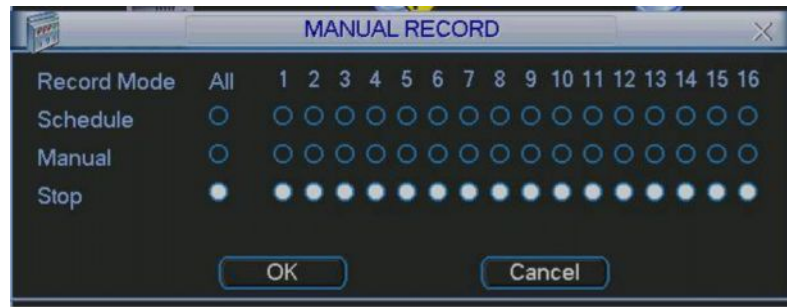 MANUAL RECORD
Record Mode All 1 2 3 4 5 6 7 8 9 10 11 12 13 14 15 16
Schedule
Manual
Stop
OK Cancel